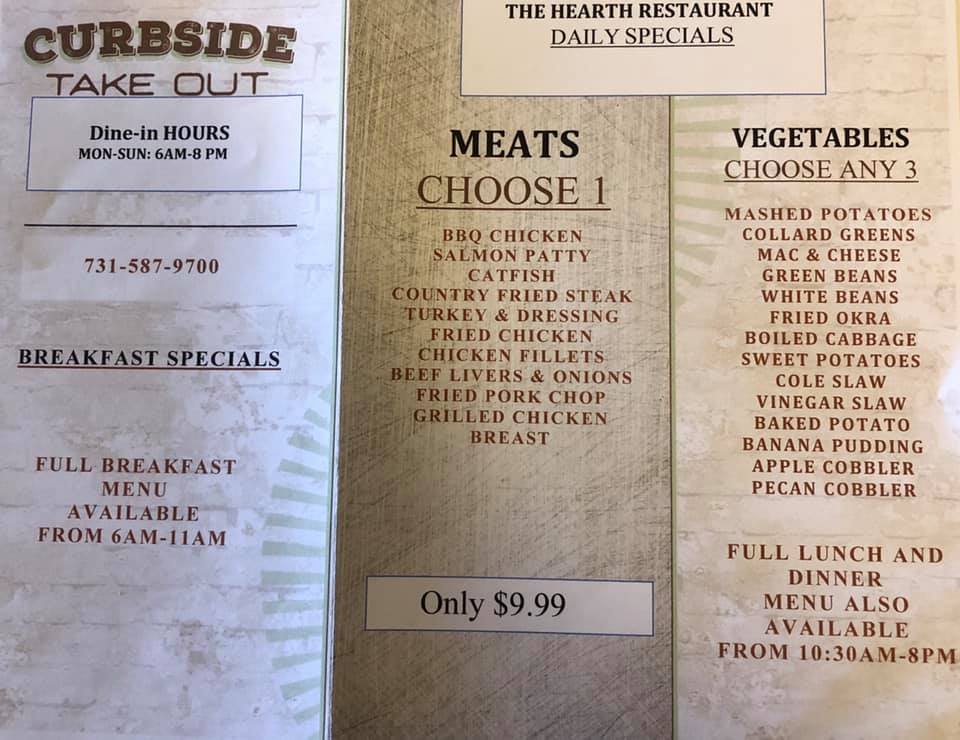 CURBSIDE
TAKE OUT
Dine-in HOURS
MON-SUN: 6AM-8 PM
731-587-9700
BREAKFAST SPECIALS
FULL BREAKFAST
MENU
AVAILABLE
FROM 6AM-11AM
THE HEARTH RESTAURANT
DAILY SPECIALS
MEATS
CHOOSE 1
BBQ CHICKEN
SALMON PATTY
CATFISH
COUNTRY FRIED STEAK
TURKEY & DRESSING
FRIED CHICKEN
CHICKEN FILLETS
BEEF LIVERS & ONIONS
FRIED PORK CHOP
GRILLED CHICKEN
BREAST
Only $9.99
VEGETABLES
CHOOSE ANY 3
MASHED POTATOES
COLLARD GREENS
MAC & CHEESE
GREEN BEANS
WHITE BEANS
FRIED OKRA
BOILED CABBAGE
SWEET POTATOES
COLE SLAW
VINEGAR SLAW
BAKED POTATO
BANANA PUDDING
APPLE COBBLER
PECAN COBBLER
FULL LUNCH AND
DINNER
MENU ALSO
AVAILABLE
FROM 10:30AM-8PM